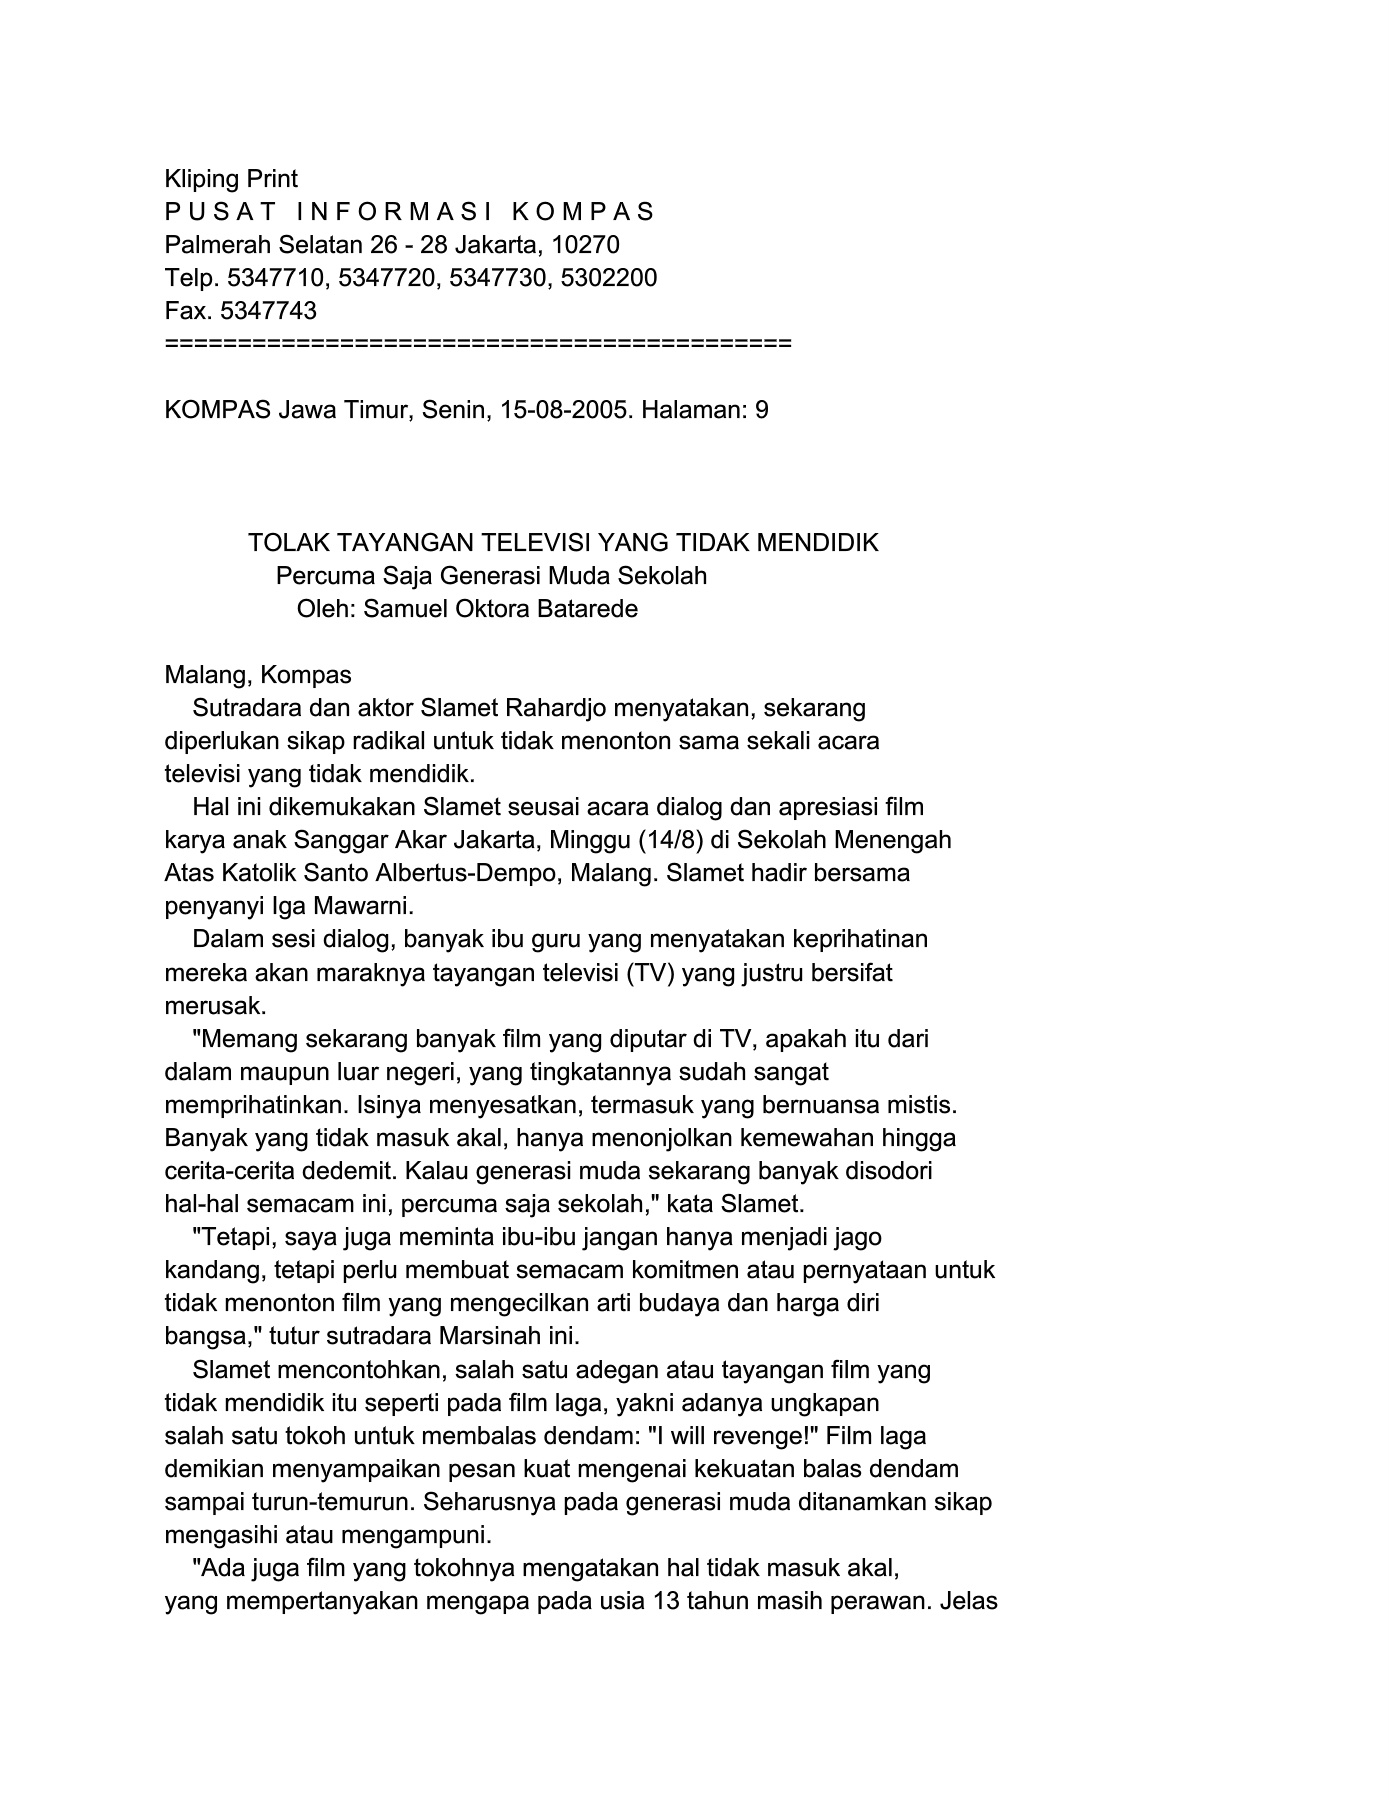 Kliping Print
P U S A T I N F O R M A S I K O M P A S
Palmerah Selatan 26 - 28 Jakarta, 10270
Telp. 5347710, 5347720, 5347730, 5302200
Fax. 5347743
===========================================
KOMPAS Jawa Timur, Senin, 15-08-2005. Halaman: 9
TOLAK TAYANGAN TELEVISI YANG TIDAK MENDIDIK
Percuma Saja Generasi Muda Sekolah
Oleh: Samuel Oktora Batarede
Malang, Kompas
Sutradara dan aktor Slamet Rahardjo menyatakan, sekarang
diperlukan sikap radikal untuk tidak menonton sama sekali acara
televisi yang tidak mendidik.
Hal ini dikemukakan Slamet seusai acara dialog dan apresiasi film
karya anak Sanggar Akar Jakarta, Minggu (14/8) di Sekolah Menengah
Atas Katolik Santo Albertus-Dempo, Malang. Slamet hadir bersama
penyanyi Iga Mawarni.
Dalam sesi dialog, banyak ibu guru yang menyatakan keprihatinan
mereka akan maraknya tayangan televisi (TV) yang justru bersifat
merusak.
"Memang sekarang banyak film yang diputar di TV, apakah itu dari
dalam maupun luar negeri, yang tingkatannya sudah sangat
memprihatinkan. Isinya menyesatkan, termasuk yang bernuansa mistis.
Banyak yang tidak masuk akal, hanya menonjolkan kemewahan hingga
cerita-cerita dedemit. Kalau generasi muda sekarang banyak disodori
hal-hal semacam ini, percuma saja sekolah," kata Slamet.
"Tetapi, saya juga meminta ibu-ibu jangan hanya menjadi jago
kandang, tetapi perlu membuat semacam komitmen atau pernyataan untuk
tidak menonton film yang mengecilkan arti budaya dan harga diri
bangsa," tutur sutradara Marsinah ini.
Slamet mencontohkan, salah satu adegan atau tayangan film yang
tidak mendidik itu seperti pada film laga, yakni adanya ungkapan
salah satu tokoh untuk membalas dendam: "I will revenge!" Film laga
demikian menyampaikan pesan kuat mengenai kekuatan balas dendam
sampai turun-temurun. Seharusnya pada generasi muda ditanamkan sikap
mengasihi atau mengampuni.
"Ada juga film yang tokohnya mengatakan hal tidak masuk akal,
yang mempertanyakan mengapa pada usia 13 tahun masih perawan. Jelas